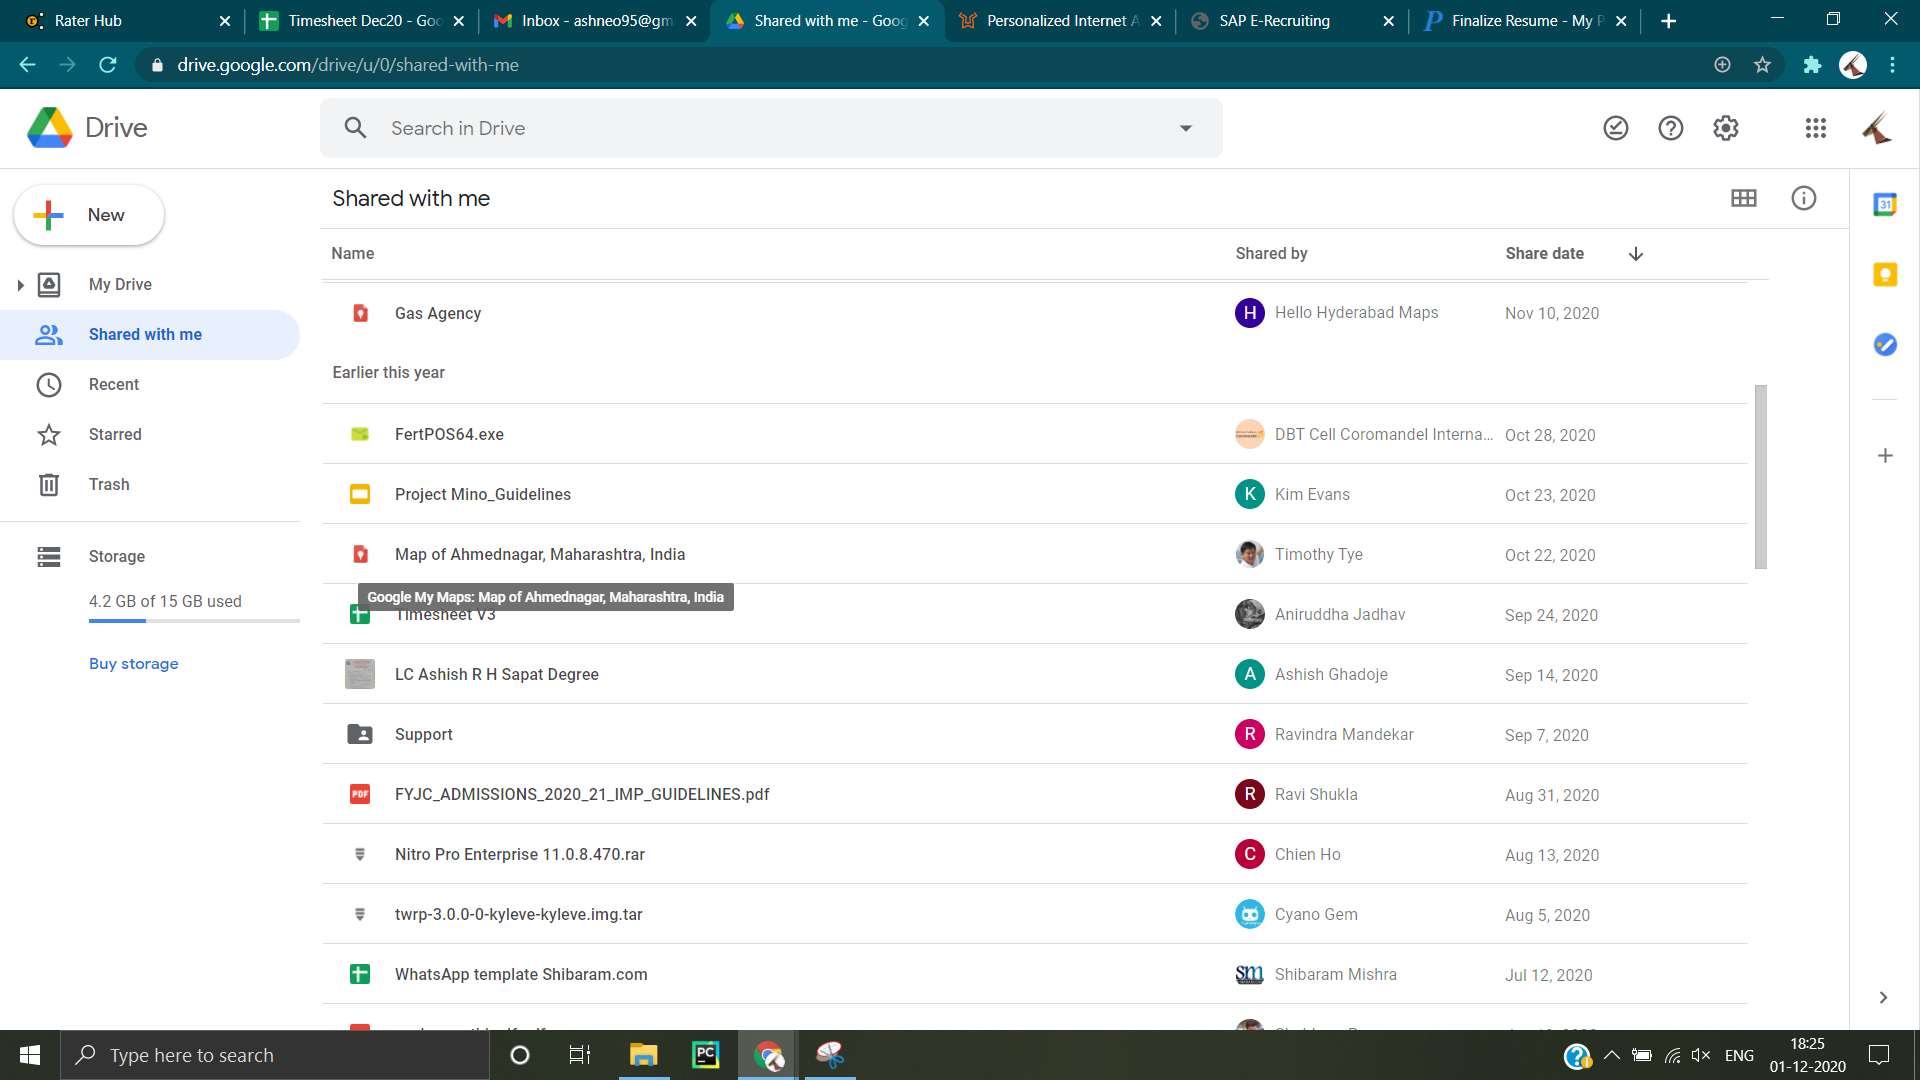 Rater Hub
Timesheet Dec20 - Goo
Inbox - ashneo95@gm
Shared with me - Goog
Personalized Internet A
SAP E-Recruiting
Finalize Resume - My P
drive.google.com/drive/u/0/shared-with-me
Drive
Search in Drive
New
Shared with me
31
Name
Shared by
Share date
My Drive
Gas Agency
H
Hello Hyderabad Maps
Nov 10, 2020
Shared with me
Earlier this year
Recent
Starred
FertPOS64.exe
DBT Cell Coromandel Interna...
Oct 28, 2020
Trash
Project Mino_Guidelines
K
Kim Evans
Oct 23, 2020
Storage
Map of Ahmednagar, Maharashtra, India
Timothy Tye
Oct 22, 2020
4.2 GB of 15 GB used
Google My Maps: Map of Ahmednagar, Maharashtra, India
Timesheet V3
Aniruddha Jadhav
Sep 24, 2020
Buy storage
LC Ashish R H Sapat Degree
A
Ashish Ghadoje
Sep 14, 2020
Support
R
Ravindra Mandekar
Sep 7, 2020
PDF
FYJC_ADMISSIONS_2020_21_IMP_GUIDELINES.pdf
R
Ravi Shukla
Aug 31, 2020
Nitro Pro Enterprise 11.0.8.470.rar
C
Chien Ho
Aug 13, 2020
twrp-3.0.0-0-kyleve-kyleve.img.tar
Cyano Gem
Aug 5, 2020
WhatsApp template Shibaram.com
sm
Shibaram Mishra
Jul 12, 2020
Type here to search
PC
ENG
18:25
01-12-2020